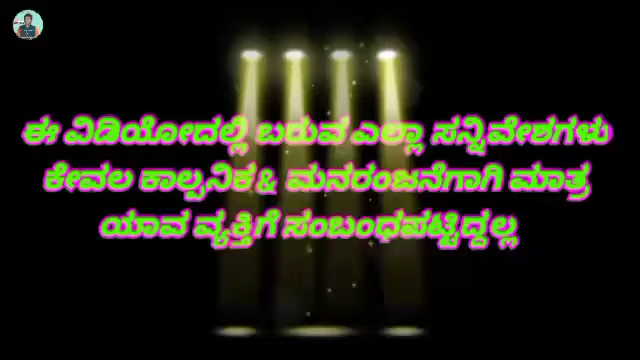 ಈ ವಿಡಿಯೋದಲ್ಲಿ ಬರುವ ಎಲ್ಲಾ ಸನ್ನಿವೇಶಗಳು
ಕೇವಲ ಕಾಲ್ಪನಿಕ & ಮನರಂಜನೆಗಾಗಿ ಮಾತ್ರ
ಯಾವ ವ್ಯಕ್ತಿಗೆ ಸಂಬಂಧಪಟ್ಟಿದ್ದಲ್ಲ